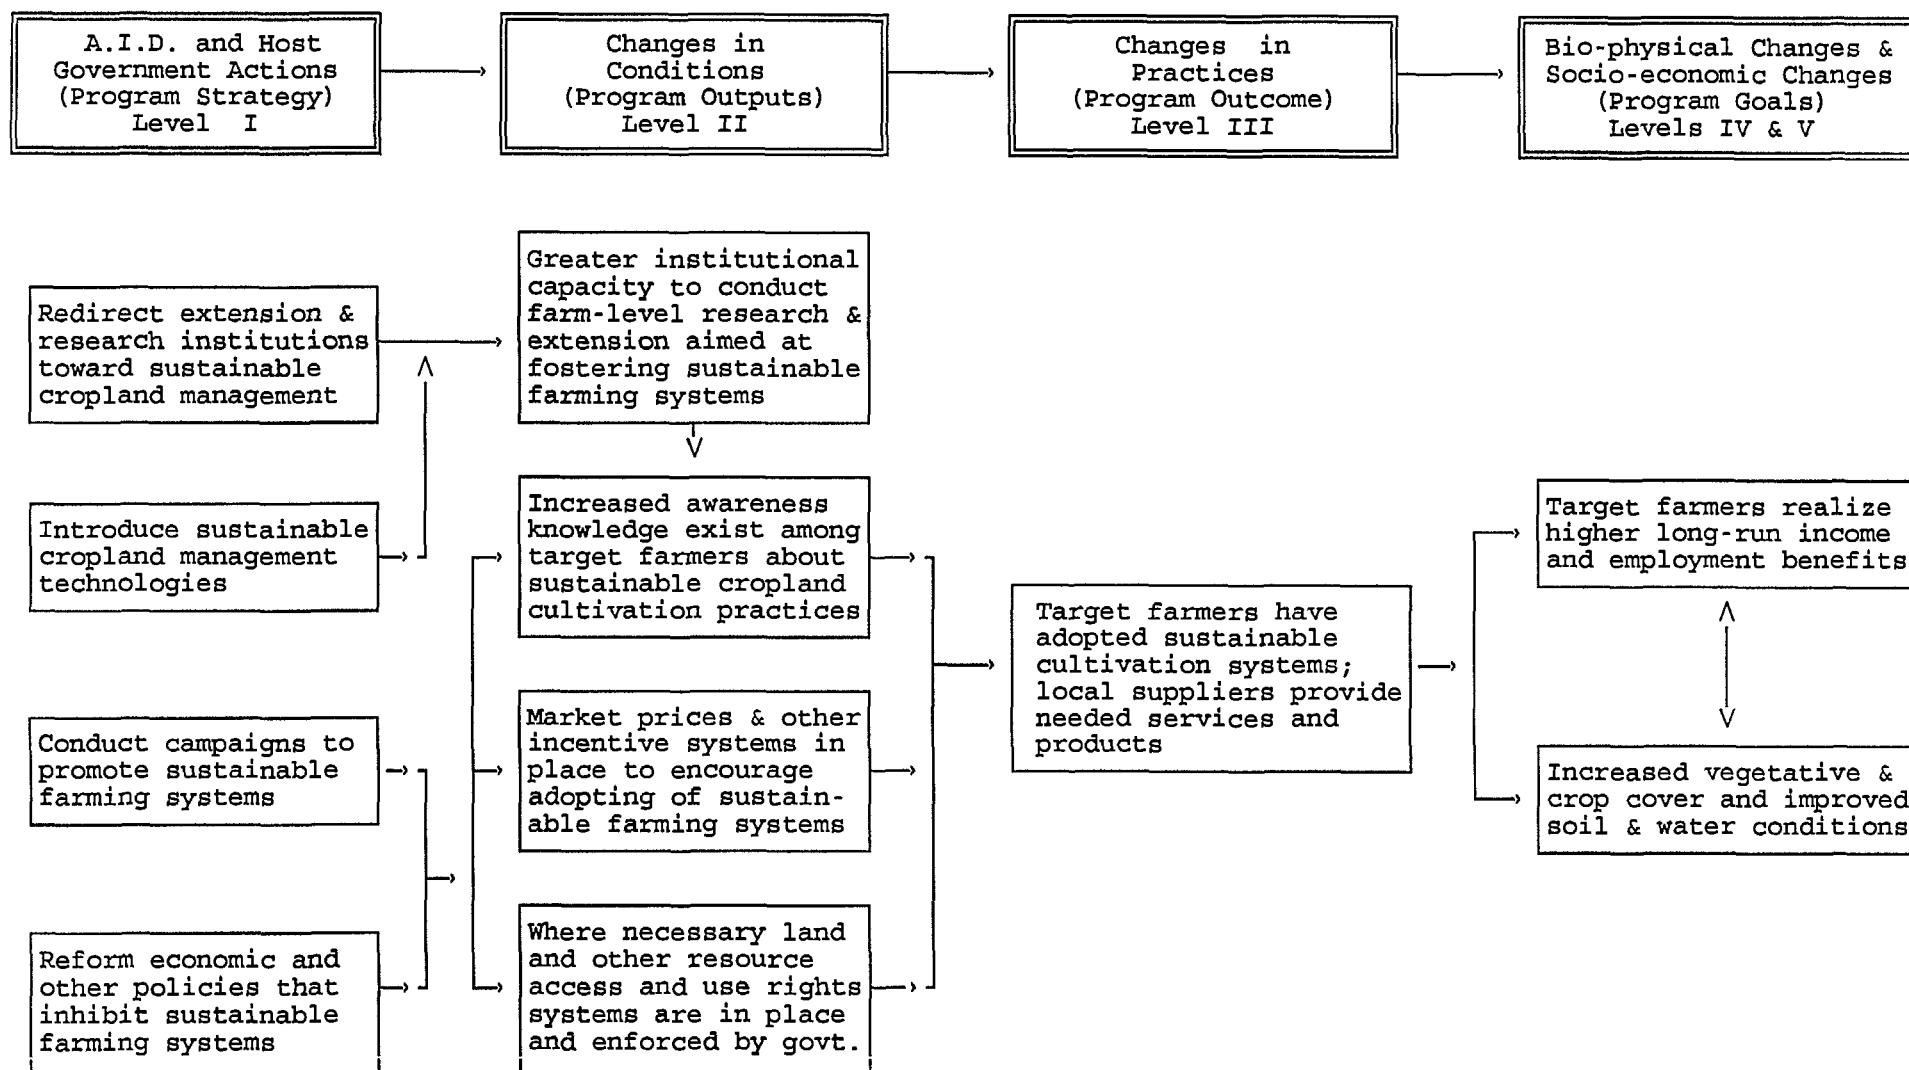 A.I.D. and Host
Government Actions
(Program Strategy)
Level I
Changes in
Conditions
(Program Outputs)
Level II
Changes in
Practices
(Program Outcome)
Level III
Bio-physical Changes &
Socio-economic Changes
(Program Goals)
Levels IV & V
Redirect extension &
research institutions
toward sustainable
cropland management
Introduce sustainable
cropland management
technologies
Conduct campaigns to
promote sustainable
farming systems
Reform economic and
other policies that
inhibit sustainable
farming systems
Greater institutional
capacity to conduct
farm-level research &
extension aimed at
fostering sustainable
farming systems
Increased awareness
knowledge exist among
target farmers about
sustainable cropland
cultivation practices
Market prices & other
incentive systems in
place to encourage
adopting of sustain-
able farming systems
Where necessary land
and other resource
access and use rights
systems are in place
and enforced by govt.
Target farmers have
adopted sustainable
cultivation systems;
local suppliers provide
needed services and
products
Target farmers realize
higher long-run income
and employment benefits
Increased vegetative &
crop cover and improved
soil & water conditions